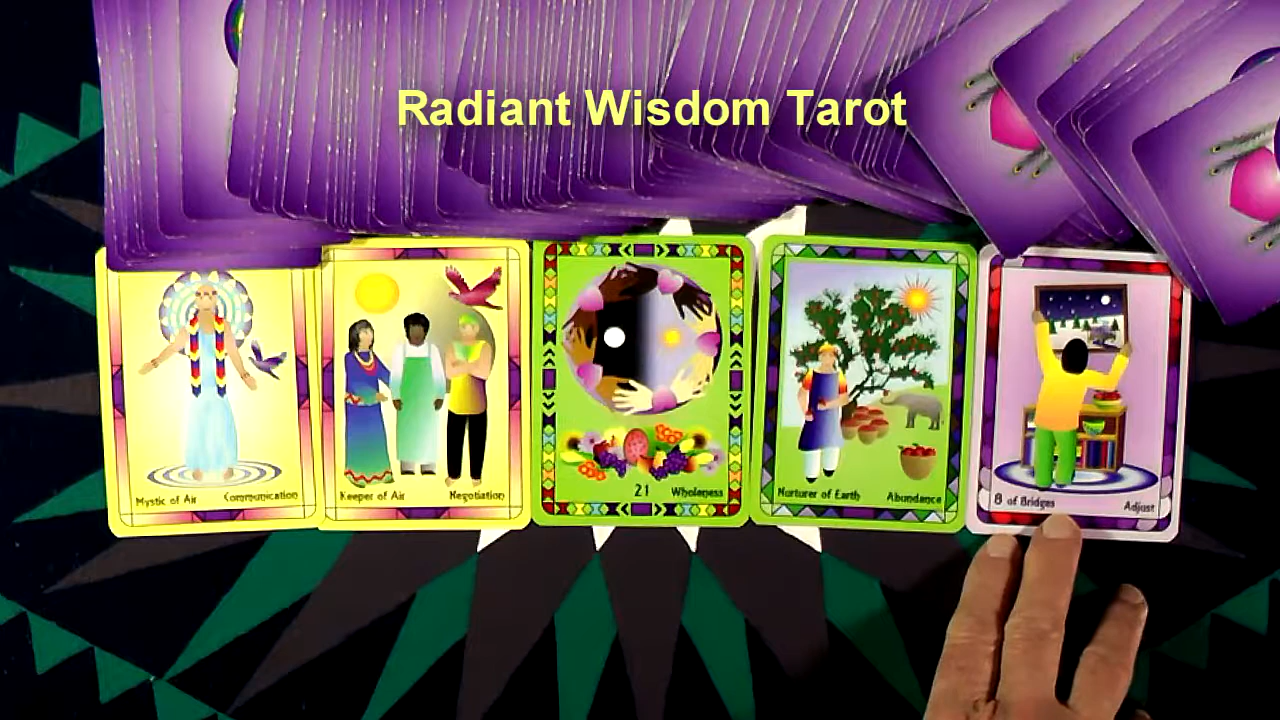 Radiant Wisdom Tarot
Mystic of Air Communication
Keeper of Air Negotiation
21 Wholeness
Nurturer of Earth Abundance
8 of Bridges Adjust